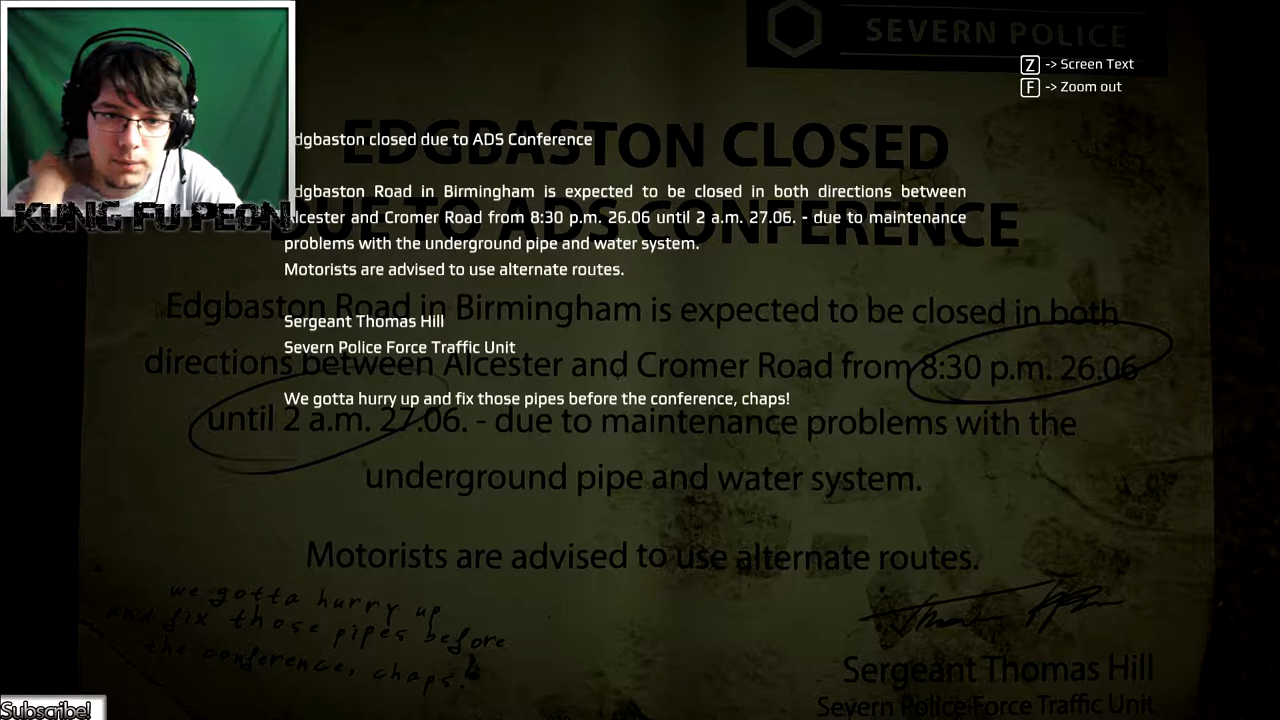 SEVERN POLICE
Z -> Screen Text
F -> Zoom out
EDGBASTON CLOSED
DUE TO ADS CONFERENCE
dgbaston closed due to ADS Conference
dgbaston Road in Birmingham is expected to be closed in both directions between
lcester and Cromer Road from 8:30 p.m. 26.06 until 2 a.m. 27.06. - due to maintenance
problems with the underground pipe and water system.
Motorists are advised to use alternate routes.
Sergeant Thomas Hill
Severn Police Force Traffic Unit
We gotta hurry up and fix those pipes before the conference, chaps!
KUNG FU PEON
Edgbaston Road in Birmingham is expected to be closed in both
directions between Alcester and Cromer Road from 8:30 p.m. 26.06
until 2 a.m. 27.06. - due to maintenance problems with the
underground pipe and water system.
Motorists are advised to use alternate routes.
we gotta hurry up
and fix those pipes before
the conference, chaps!
Sergeant Thomas Hill
Severn Police Force Traffic Unit
Subscribe!